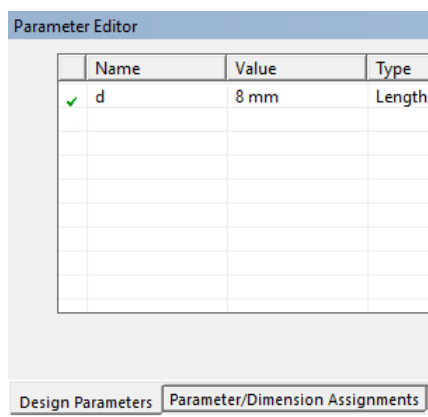 Parameter Editor
Name Value Type
d 8 mm Length
Design Parameters Parameter/Dimension Assignments